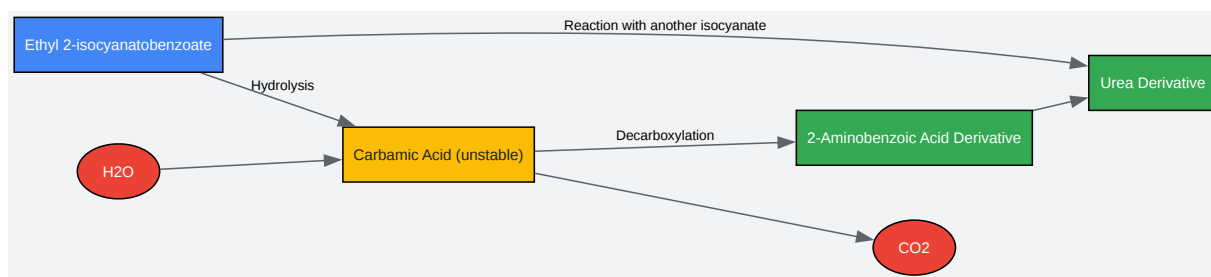 Ethyl 2-isocyanatobenzoate
Reaction with another isocyanate
Urea Derivative
Hydrolysis
H2O
Carbamic Acid (unstable)
Decarboxylation
2-Aminobenzoic Acid Derivative
CO2